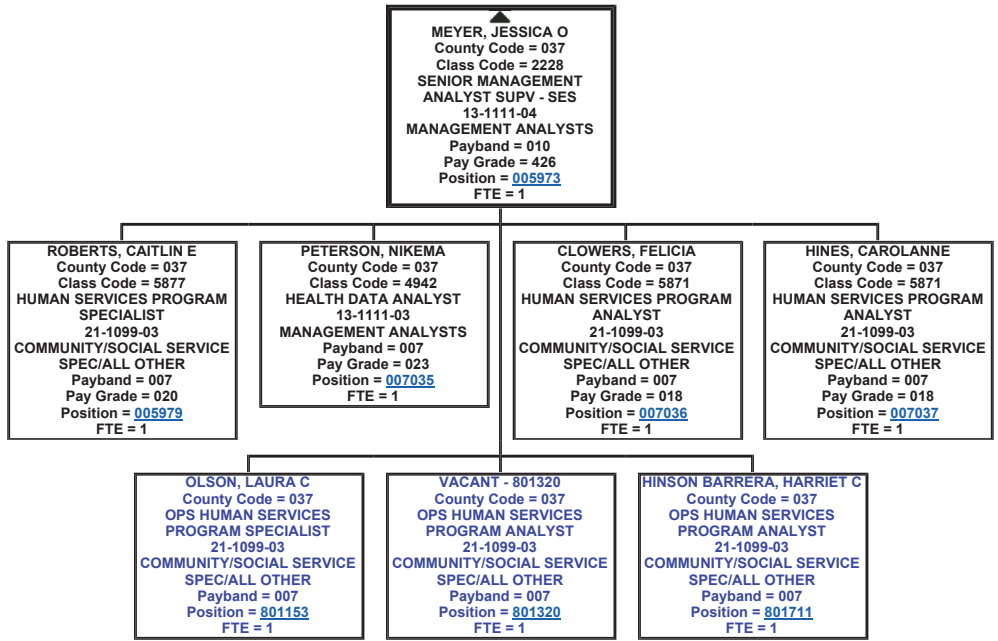 MEYER, JESSICA O
County Code = 037
Class Code = 2228
SENIOR MANAGEMENT
ANALYST SUPV - SES
13-1111-04
MANAGEMENT ANALYSTS
Payband = 010
Pay Grade = 426
Position = 005973
FTE = 1
ROBERTS, CAITLIN E
County Code = 037
Class Code = 5877
HUMAN SERVICES PROGRAM
SPECIALIST
21-1099-03
COMMUNITY/SOCIAL SERVICE
SPEC/ALL OTHER
Payband = 007
Pay Grade = 020
Position = 005979
FTE = 1
PETERSON, NIKEMA
County Code = 037
Class Code = 4942
HEALTH DATA ANALYST
13-1111-03
MANAGEMENT ANALYSTS
Payband = 007
Pay Grade = 023
Position = 007035
FTE = 1
CLOWERS, FELICIA
County Code = 037
Class Code = 5871
HUMAN SERVICES PROGRAM
ANALYST
21-1099-03
COMMUNITY/SOCIAL SERVICE
SPEC/ALL OTHER
Payband = 007
Pay Grade = 018
Position = 007036
FTE = 1
HINES, CAROLANNE
County Code = 037
Class Code = 5871
HUMAN SERVICES PROGRAM
ANALYST
21-1099-03
COMMUNITY/SOCIAL SERVICE
SPEC/ALL OTHER
Payband = 007
Pay Grade = 018
Position = 007037
FTE = 1
OLSON, LAURA C
County Code = 037
OPS HUMAN SERVICES
PROGRAM SPECIALIST
21-1099-03
COMMUNITY/SOCIAL SERVICE
SPEC/ALL OTHER
Payband = 007
Position = 801153
FTE = 1
VACANT - 801320
County Code = 037
OPS HUMAN SERVICES
PROGRAM ANALYST
21-1099-03
COMMUNITY/SOCIAL SERVICE
SPEC/ALL OTHER
Payband = 007
Position = 801320
FTE = 1
HINSON BARRERA, HARRIET C
County Code = 037
OPS HUMAN SERVICES
PROGRAM ANALYST
21-1099-03
COMMUNITY/SOCIAL SERVICE
SPEC/ALL OTHER
Payband = 007
Position = 801711
FTE = 1